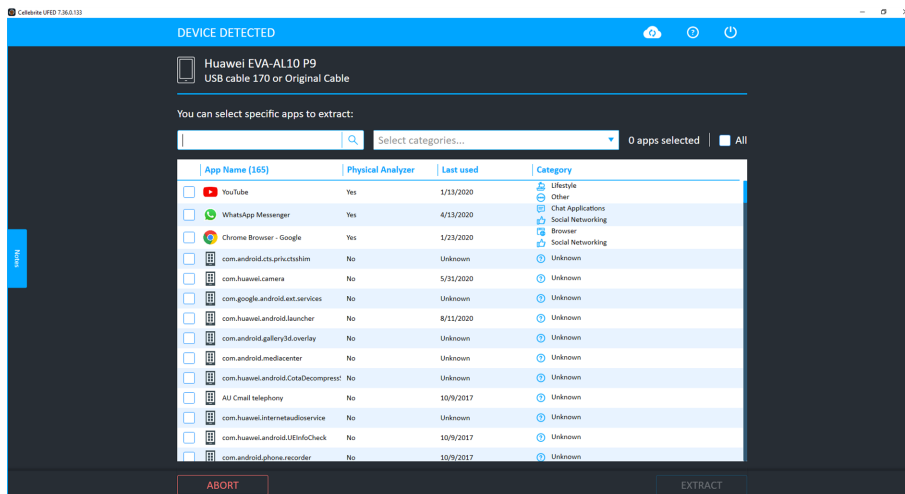 Cellebrite UFED 7.36.0.133
DEVICE DETECTED
Huawei EVA-AL10 P9
USB cable 170 or Original Cable
You can select specific apps to extract:
Select categories... 0 apps selected All
App Name (165) Physical Analyzer Last used Category
YouTube Yes 1/13/2020 Lifestyle
Other
WhatsApp Messenger Yes 4/13/2020 Chat Applications
Social Networking
Chrome Browser - Google Yes 1/23/2020 Browser
Social Networking
com.android.cts.priv.ctsshim No Unknown Unknown
com.huawei.camera No 5/31/2020 Unknown
com.google.android.ext.services No Unknown Unknown
com.huawei.android.launcher No 8/11/2020 Unknown
com.android.gallery3d.overlay No Unknown Unknown
com.android.mediacenter No Unknown Unknown
com.huawei.android.CotaDecompress No Unknown Unknown
AU Cmail telephony No 10/9/2017 Unknown
com.huawei.internetaudioservice No Unknown Unknown
com.huawei.android.UEInfoCheck No 10/9/2017 Unknown
com.android.phone.recorder No 10/9/2017 Unknown
Notes
ABORT EXTRACT